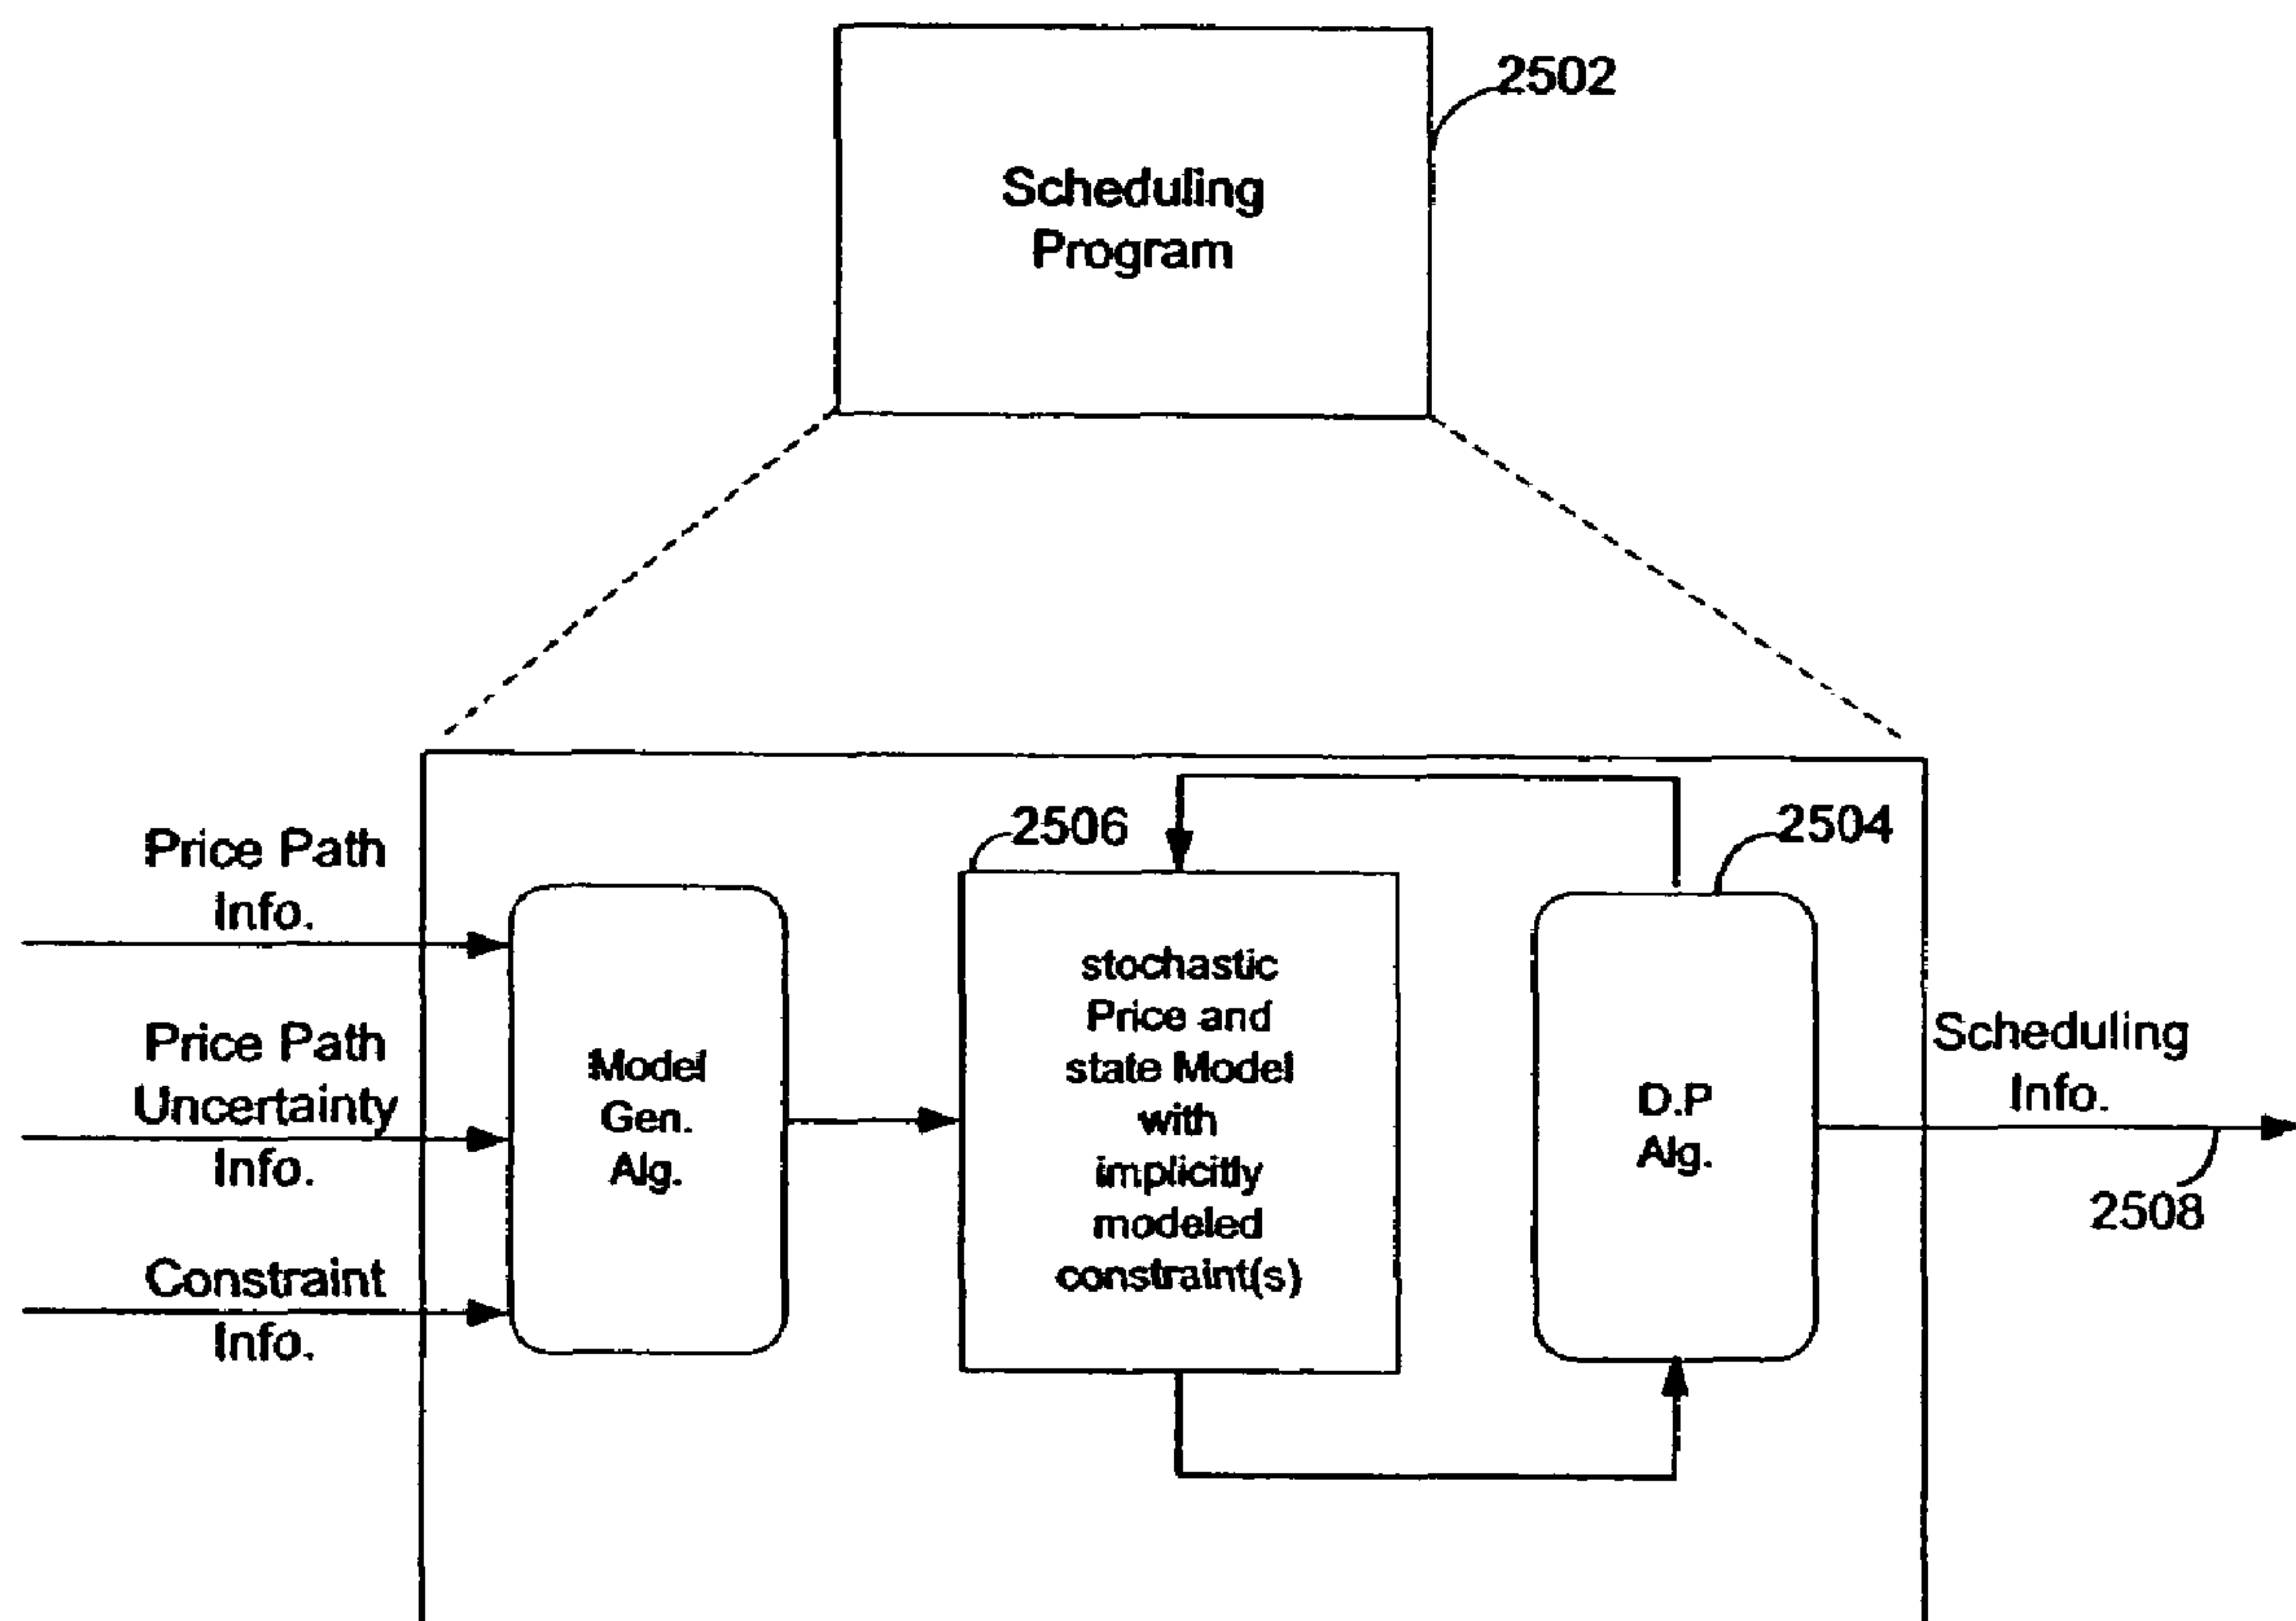 2502
Scheduling
Program
2506
2504
Price Path
Info.
Price Path
Uncertainty
Info.
Constraint
Info.
Model
Gen.
Alg.
stochastic
Price and
state Model
with
implicitly
modeled
constraint(s)
D.P
Alg.
Scheduling
Info.
2508